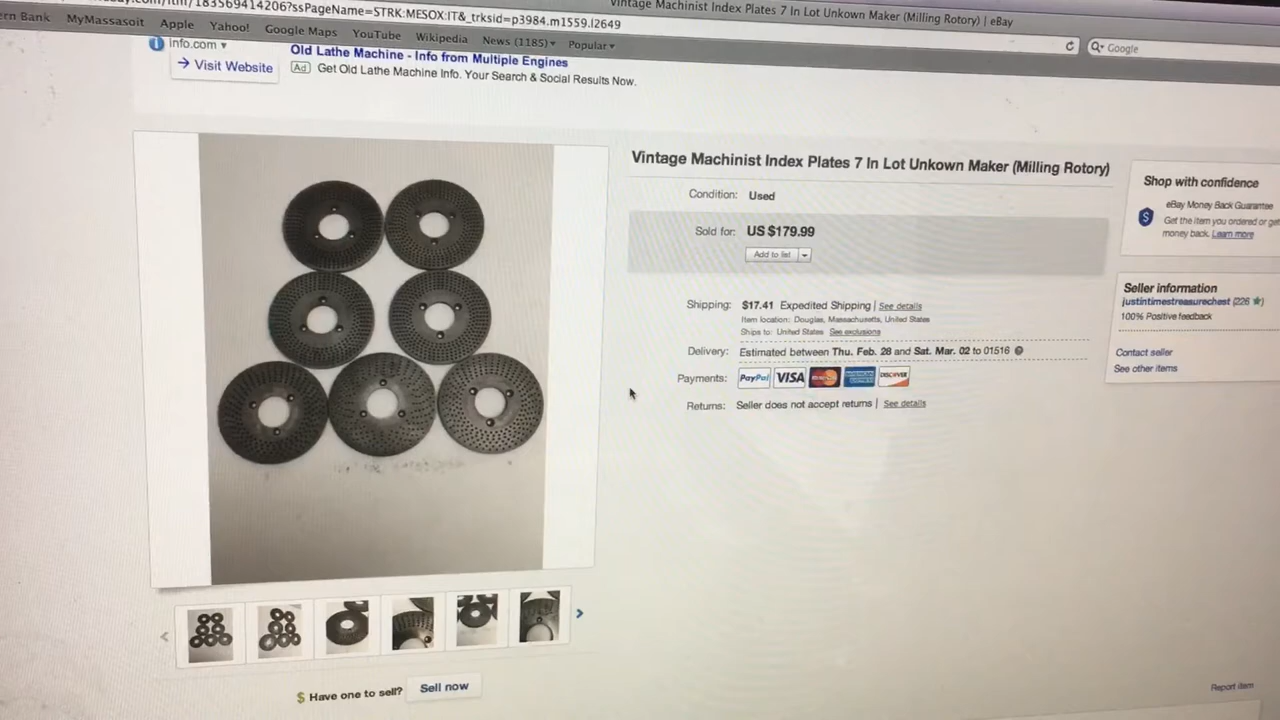 /itm/183569414206?ssPageName=STRK:MESOX:IT&_trksid=p3984.m1559.l2649
Vintage Machinist Index Plates 7 In Lot Unkown Maker (Milling Rotory) | eBay
ern Bank MyMassasoit Apple Yahoo! Google Maps YouTube Wikipedia News (1185) Popular
Google
info.com
→ Visit Website
Old Lathe Machine - Info from Multiple Engines
Ad Get Old Lathe Machine Info. Your Search & Social Results Now.
Vintage Machinist Index Plates 7 In Lot Unkown Maker (Milling Rotory)
Condition: Used
Sold for: US $179.99
Add to list
Shipping: $17.41 Expedited Shipping | See details
Item location: Douglas, Massachusetts, United States
Ships to: United States See exclusions
Delivery: Estimated between Thu. Feb. 28 and Sat. Mar. 02 to 01516
Payments: PayPal VISA MasterCard AMERICAN EXPRESS DISCOVER
Returns: Seller does not accept returns | See details
Shop with confidence
eBay Money Back Guarantee
Get the item you ordered or get
money back. Learn more
Seller information
justintimestreasurechest (226 ★)
100% Positive feedback
Contact seller
See other items
$ Have one to sell? Sell now
Report item